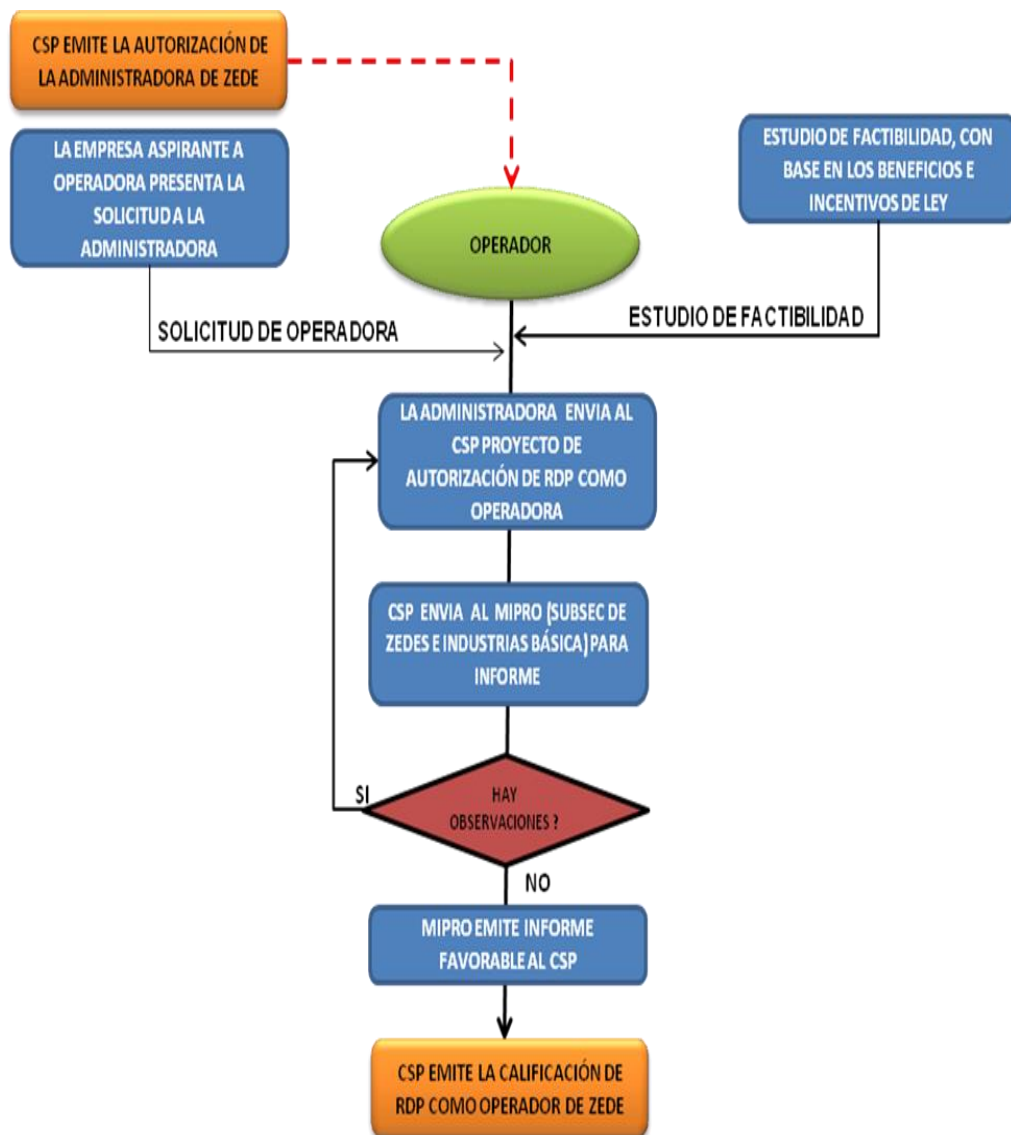 CSP EMITE LA AUTORIZACIÓN DE
LA ADMINISTRADORA DE ZEDE
LA EMPRESA ASPIRANTE A
OPERADORA PRESENTA LA
SOLICITUD A LA
ADMINISTRADORA
ESTUDIO DE FACTIBILIDAD, CON
BASE EN LOS BENEFICIOS E
INCENTIVOS DE LEY
OPERADOR
SOLICITUD DE OPERADORA
ESTUDIO DE FACTIBILIDAD
LA ADMINISTRADORA ENVIA AL
CSP PROYECTO DE
AUTORIZACIÓN DE RDP COMO
OPERADORA
CSP ENVIA AL MIPRO (SUBSEC DE
ZEDES E INDUSTRIAS BÁSICA) PARA
INFORME
SI
HAY
OBSERVACIONES ?
NO
MIPRO EMITE INFORME
FAVORABLE AL CSP
CSP EMITE LA CALIFICACIÓN DE
RDP COMO OPERADOR DE ZEDE